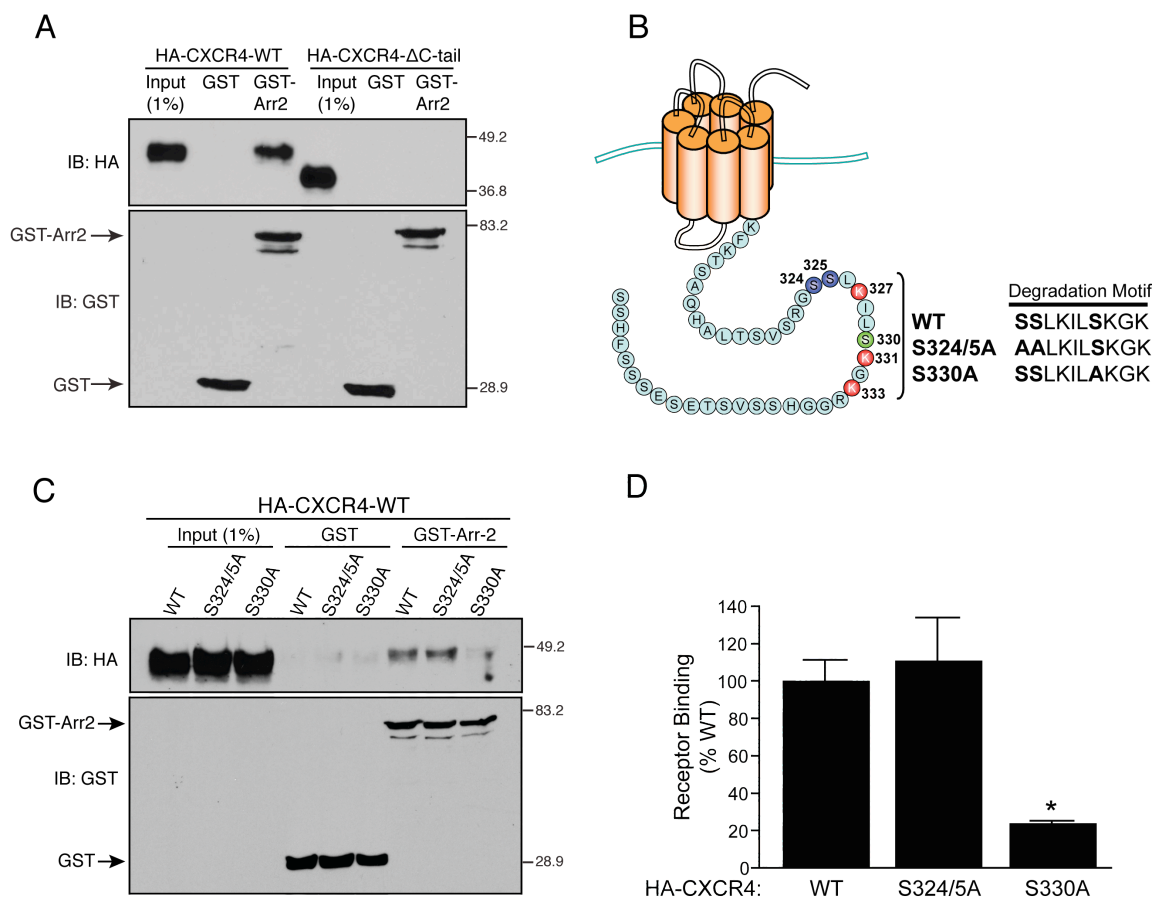 A
HA-CXCR4-WT HA-CXCR4-ΔC-tail
Input (1%) GST GST-Arr2 Input (1%) GST GST-Arr2
IB: HA
49.2
36.8
83.2
GST-Arr2
IB: GST
GST
28.9
B
K
F
K
T
S
A
Q
H
A
L
T
S
V
S
R
G
S
S
L
K
I
L
S
K
G
K
R
G
G
H
S
S
V
S
T
E
S
E
S
S
S
F
H
S
S
324
325
327
330
331
333
Degradation Motif
WT SSLKILSKGK
S324/5A AALKILSKGK
S330A SSLKILAKGK
C
HA-CXCR4-WT
Input (1%) GST GST-Arr-2
WT S324/5A S330A WT S324/5A S330A WT S324/5A S330A
IB: HA
49.2
83.2
GST-Arr2
IB: GST
GST
28.9
D
Receptor Binding
(% WT)
140
120
100
80
60
40
20
0
*
HA-CXCR4: WT S324/5A S330A